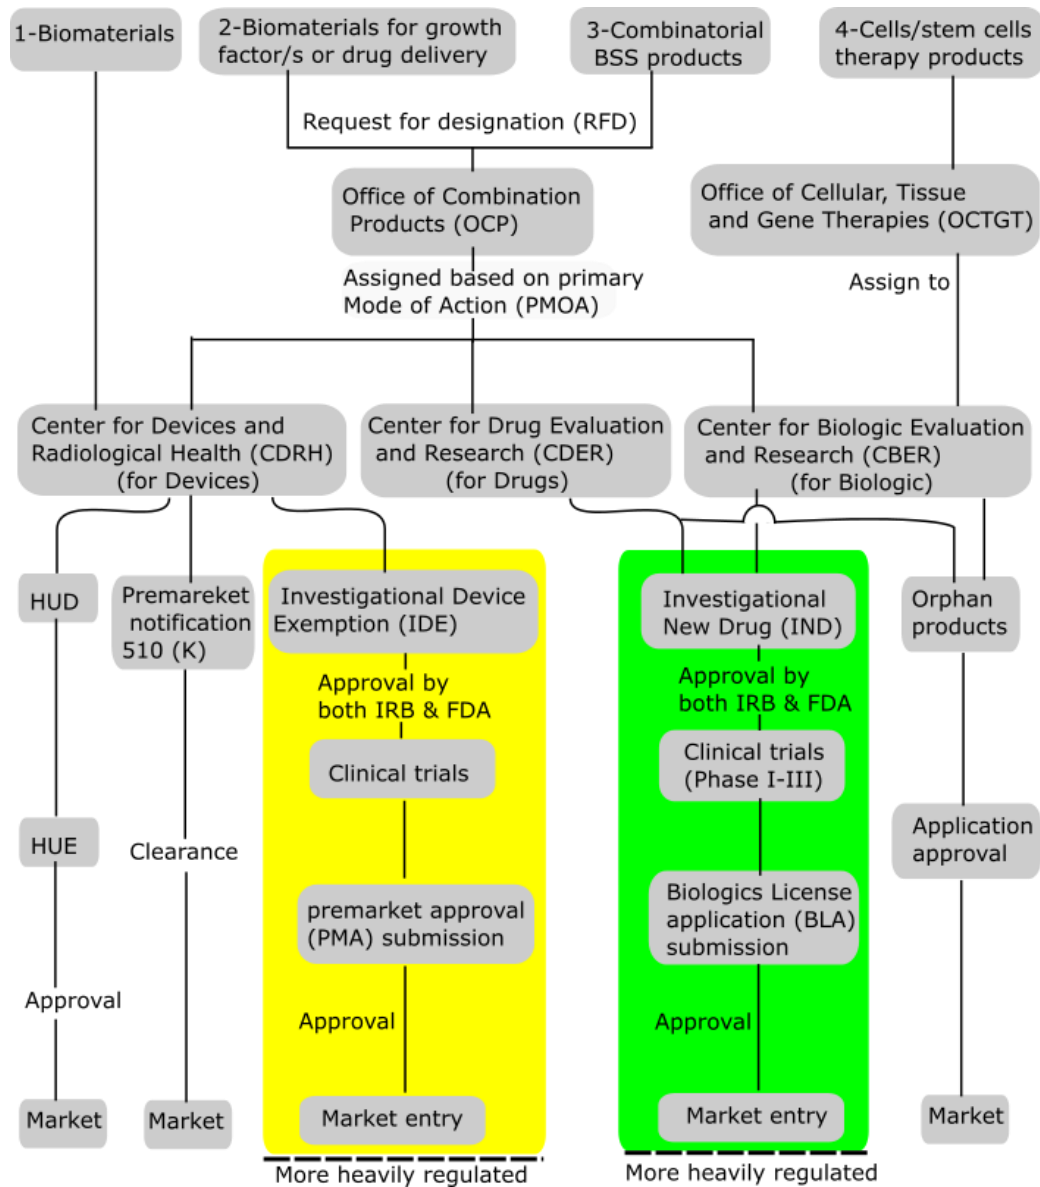 1-Biomaterials
2-Biomaterials for growth
factor/s or drug delivery
3-Combinatorial
BSS products
4-Cells/stem cells
therapy products
Request for designation (RFD)
Office of Combination
Products (OCP)
Office of Cellular, Tissue
and Gene Therapies (OCTGT)
Assigned based on primary
Mode of Action (PMOA)
Assign to
Center for Devices and
Radiological Health (CDRH)
(for Devices)
Center for Drug Evaluation
and Research (CDER)
(for Drugs)
Center for Biologic Evaluation
and Research (CBER)
(for Biologic)
HUD
Premareket
notification
510 (K)
Investigational Device
Exemption (IDE)
Investigational
New Drug (IND)
Orphan
products
Approval by
both IRB & FDA
Approval by
both IRB & FDA
Clinical trials
Clinical trials
(Phase I-III)
HUE
Clearance
Application
approval
premarket approval
(PMA) submission
Biologics License
application (BLA)
submission
Approval
Approval
Approval
Market
Market
Market entry
Market entry
Market
More heavily regulated
More heavily regulated